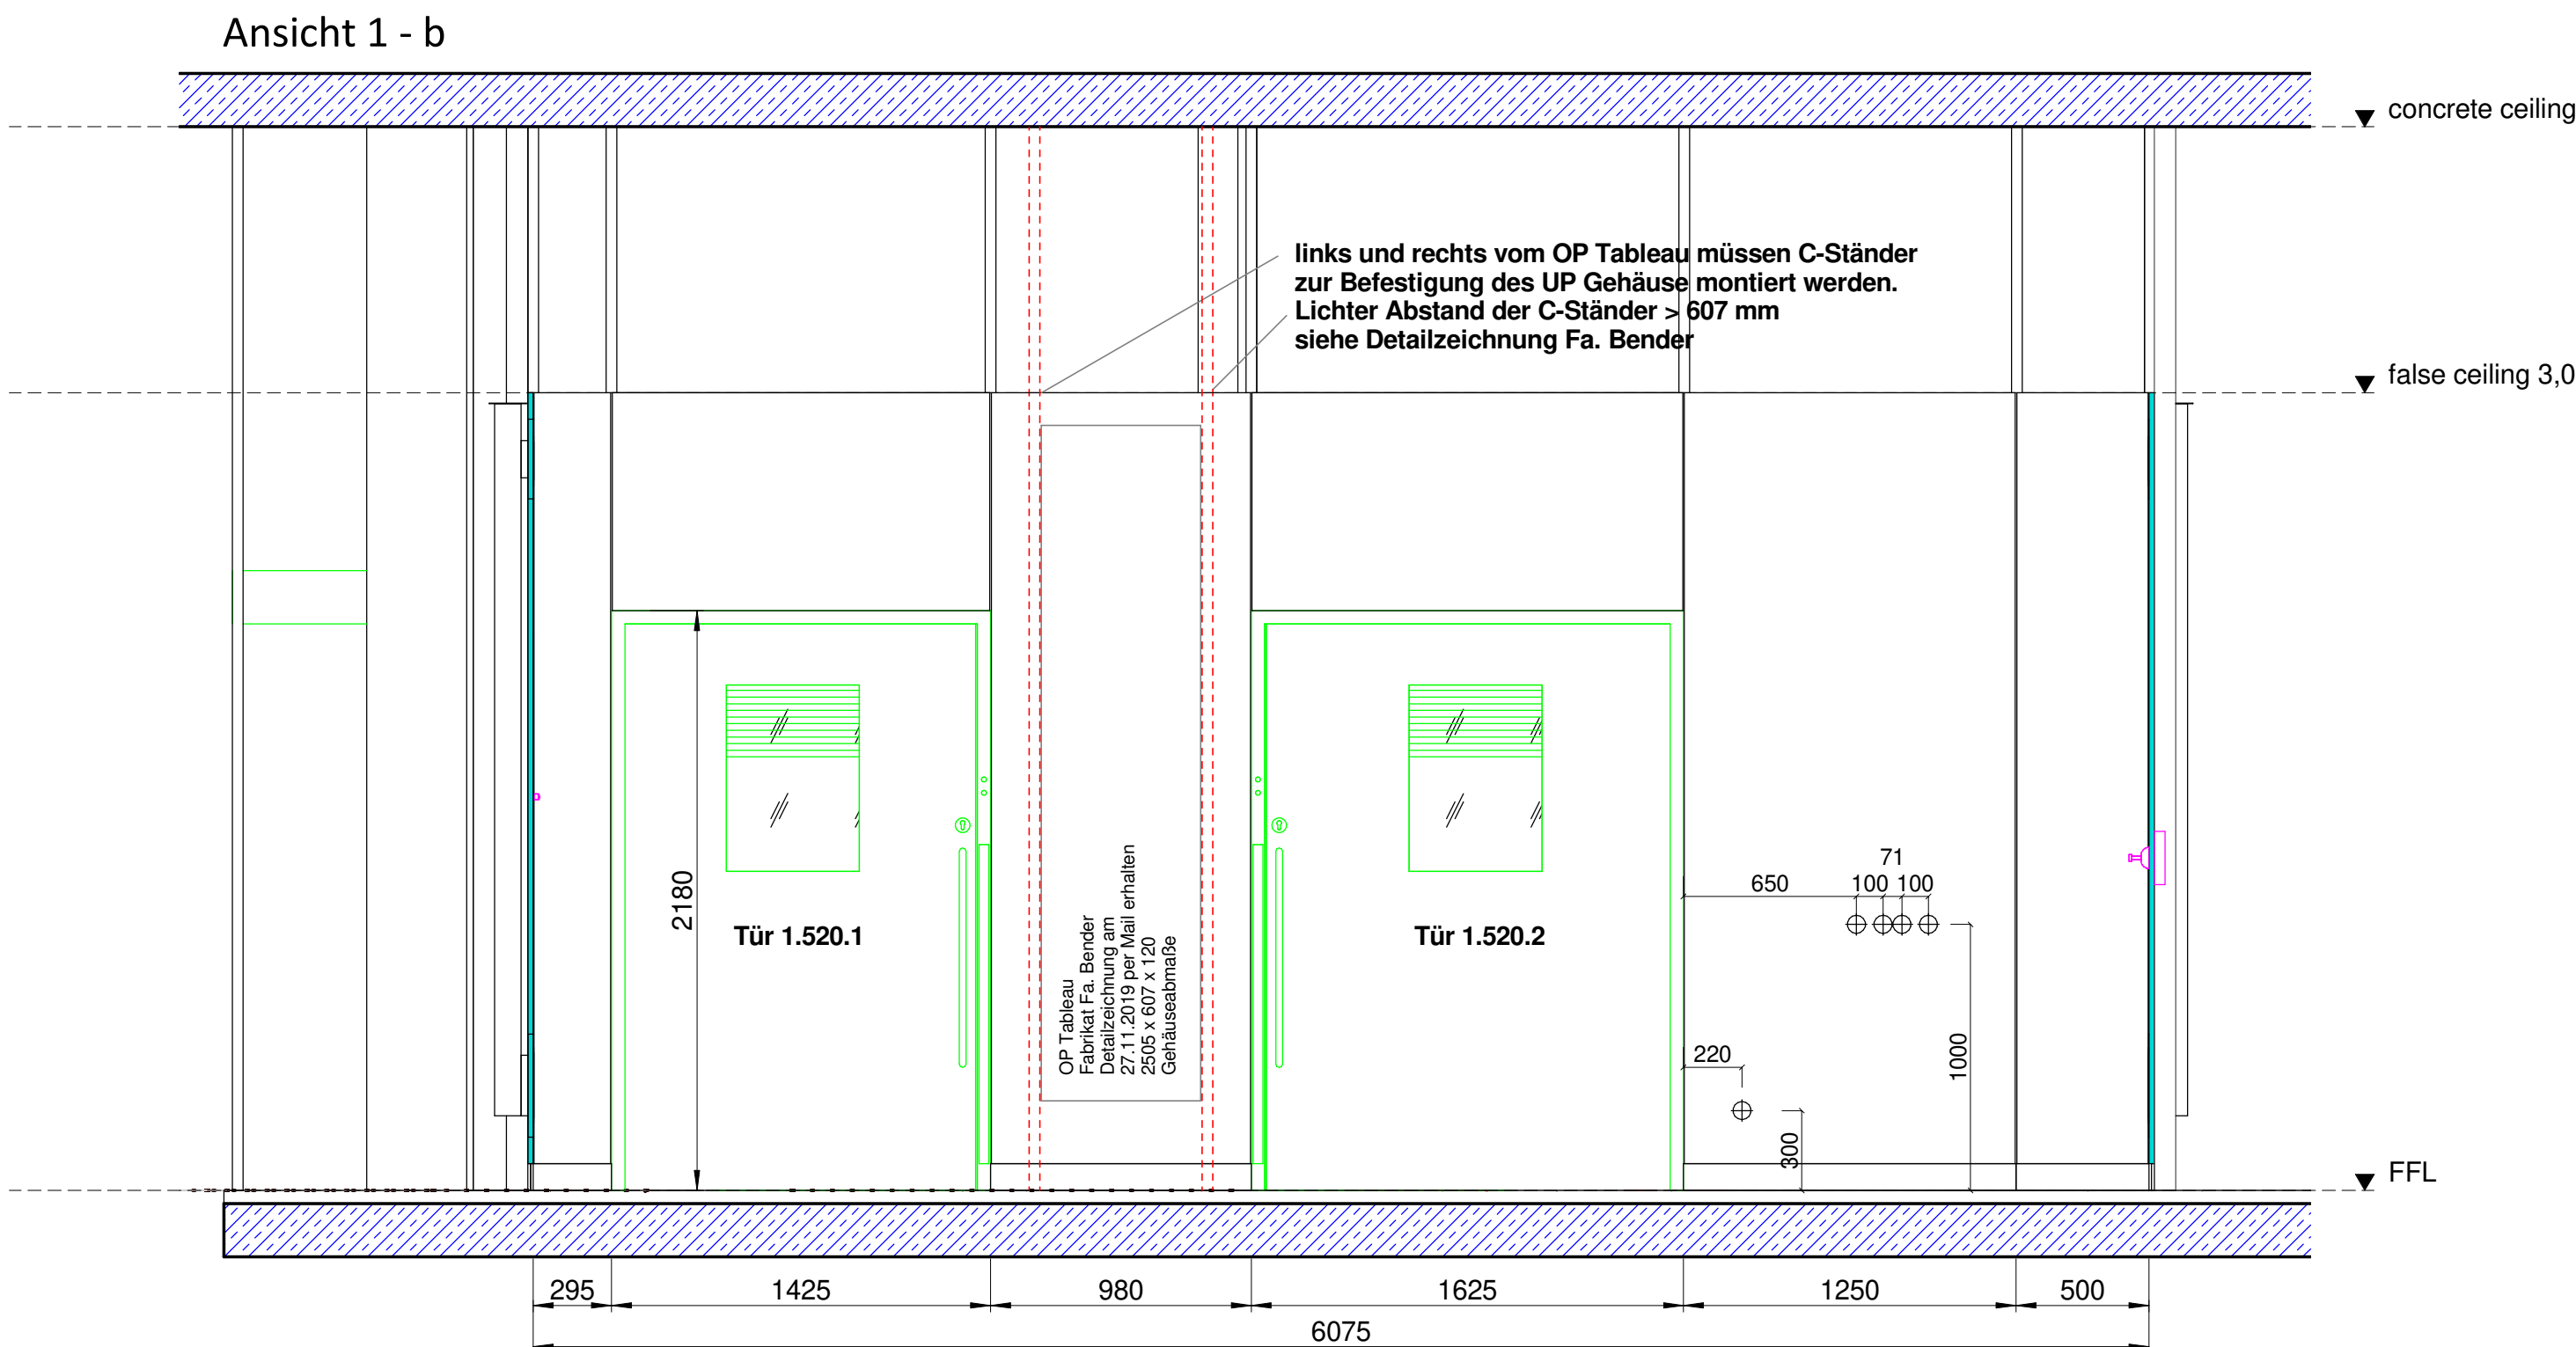 Ansicht 1 - b
concrete ceiling
links und rechts vom OP Tableau müssen C-Ständer
zur Befestigung des UP Gehäuse montiert werden.
Lichter Abstand der C-Ständer > 607 mm
siehe Detailzeichnung Fa. Bender
false ceiling 3,0
2180
Tür 1.520.1
OP Tableau
Fabrikat Fa. Bender
Detailzeichnung am
27.11.2019 per Mail erhalten
2505 x 607 x 120
Gehäuseabmaße
Tür 1.520.2
71
650 100 100
220
300
1000
FFL
295 1425 980 1625 1250 500
6075